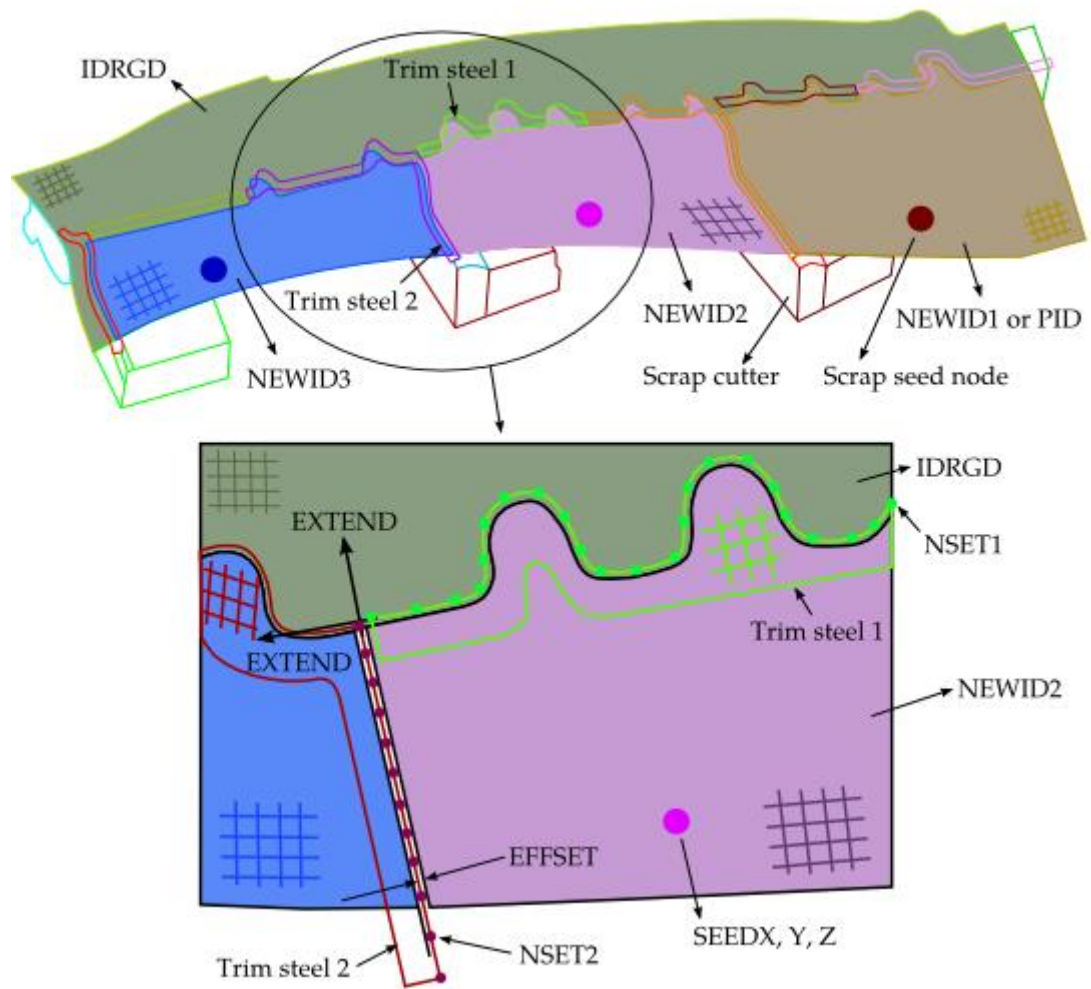 IDRGD
Trim steel 1
Trim steel 2
NEWID2
NEWID1 or PID
NEWID3
Scrap cutter
Scrap seed node
IDRGD
EXTEND
NSET1
Trim steel 1
EXTEND
NEWID2
EFFSET
SEEDX, Y, Z
NSET2
Trim steel 2